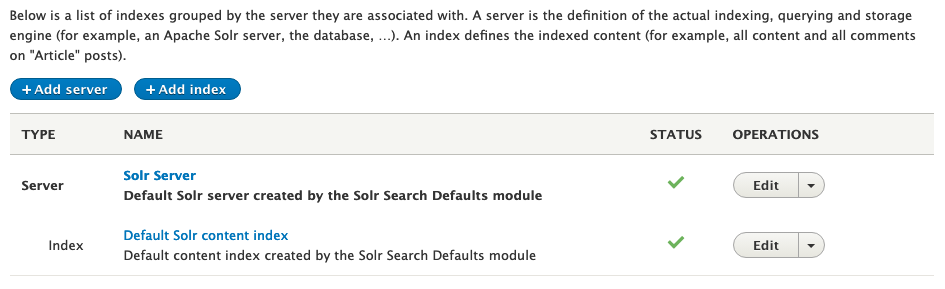 Below is a list of indexes grouped by the server they are associated with. A server is the definition of the actual indexing, querying and storage
engine (for example, an Apache Solr server, the database, …). An index defines the indexed content (for example, all content and all comments
on "Article" posts).
+ Add server + Add index
TYPE NAME STATUS OPERATIONS
Solr Server
Server Edit
Default Solr server created by the Solr Search Defaults module
Default Solr content index
Index Edit
Default content index created by the Solr Search Defaults module